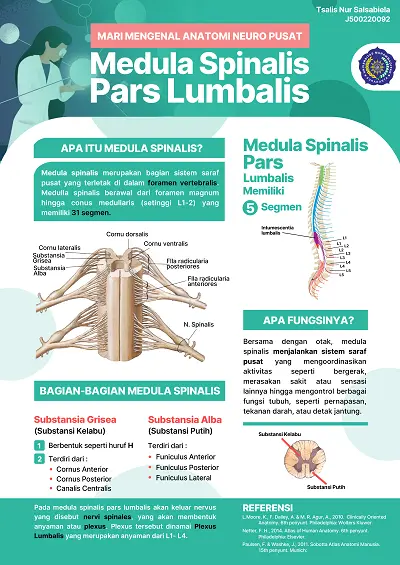 Tsalis Nur Salsabiela
J500220092
MARI MENGENAL ANATOMI NEURO PUSAT
Medula Spinalis
Pars Lumbalis
APA ITU MEDULA SPINALIS?
Medula spinalis merupakan bagian sistem saraf
pusat yang terletak di dalam foramen vertebralis.
Medulla spinalis berawal dari foramen magnum
hingga conus medullaris (setinggi L1-2) yang
memiliki 31 segmen.
Cornu dorsalis
Cornu lateralis
Cornu ventralis
Substansia
Grisea
Substansia
Alba
Fila radicularia
posteriores
Fila radicularia
anteriores
N. Spinalis
Medula Spinalis
Pars
Lumbalis
Memiliki
5 Segmen
Intumescentia
lumbalis
L1
L1
L2
L2
L3
L3
L4
L4
L5
L5
APA FUNGSINYA?
Bersama dengan otak, medula
spinalis menjalankan sistem saraf
pusat yang mengoordinasikan
aktivitas seperti bergerak,
merasakan sakit atau sensasi
lainnya hingga mengontrol berbagai
fungsi tubuh, seperti pernapasan,
tekanan darah, atau detak jantung.
Substansi Kelabu
Substansi Putih
BAGIAN-BAGIAN MEDULA SPINALIS
Substansia Grisea
(Substansi Kelabu)
1 Berbentuk seperti huruf H
2 Terdiri dari :
• Cornus Anterior
• Cornus Posterior
• Canalis Centralis
Substansia Alba
(Substansi Putih)
Terdiri dari :
• Funiculus Anterior
• Funiculus Posterior
• Funiculus Lateral
Pada medula spinalis pars lumbalis akan keluar nervus
yang disebut nervi spinales, yang akan membentuk
anyaman atau plexus. Plexus tersebut dinamai Plexus
Lumbalis yang merupakan anyaman dari L1- L4.
REFERENSI
L.Moore, K., F. Dalley, A. & M. R. Agur, A., 2010. Clinically Oriented
Anatomy. 6th penyunt. Philadelphia: Wolters Kluwer.
Netter, F. H., 2014. Atlas of Human Anatomy. 6th penyunt.
Philadelphia: Elsevier.
Paulsen, F. & Washke, J., 2011. Sobotta Atlas Anatomi Manusia.
15th penyunt. Munich: